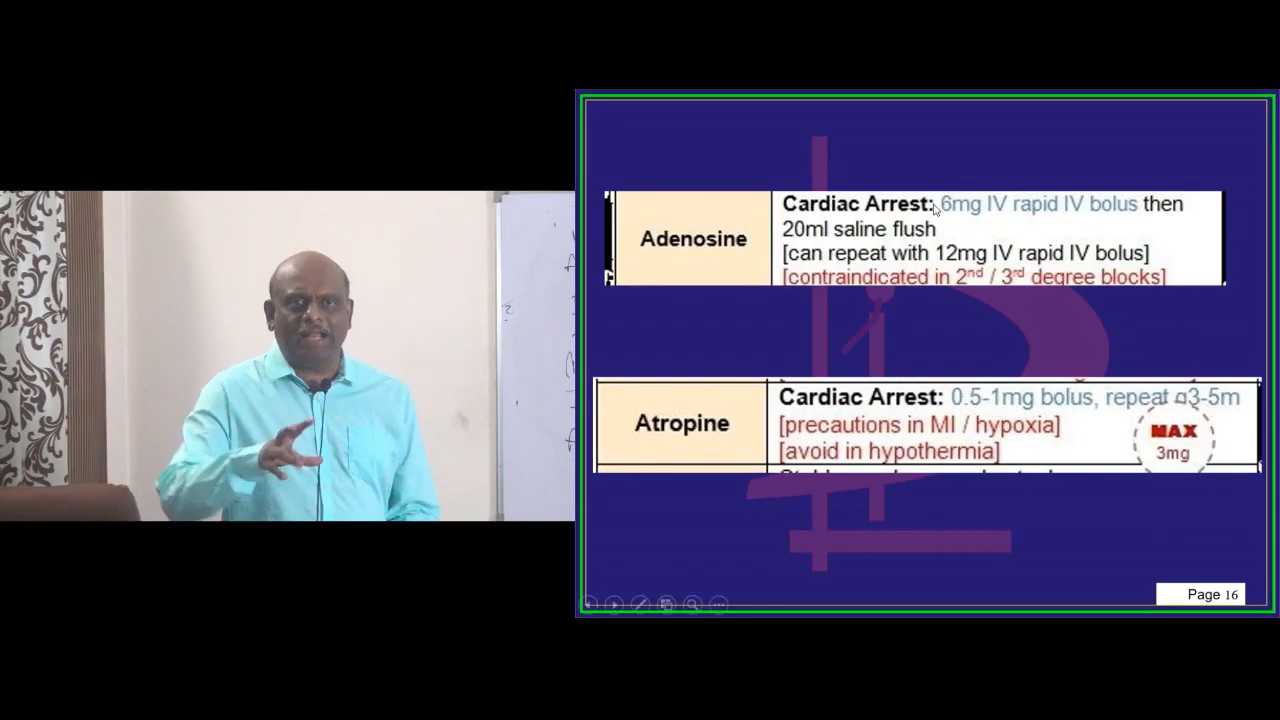 Adenosine
Cardiac Arrest: 6mg IV rapid IV bolus then
20ml saline flush
[can repeat with 12mg IV rapid IV bolus]
[contraindicated in 2nd / 3rd degree blocks]
Atropine
Cardiac Arrest: 0.5-1mg bolus, repeat q3-5m
[precautions in MI / hypoxia]
[avoid in hypothermia]
MAX
3mg
Page 16